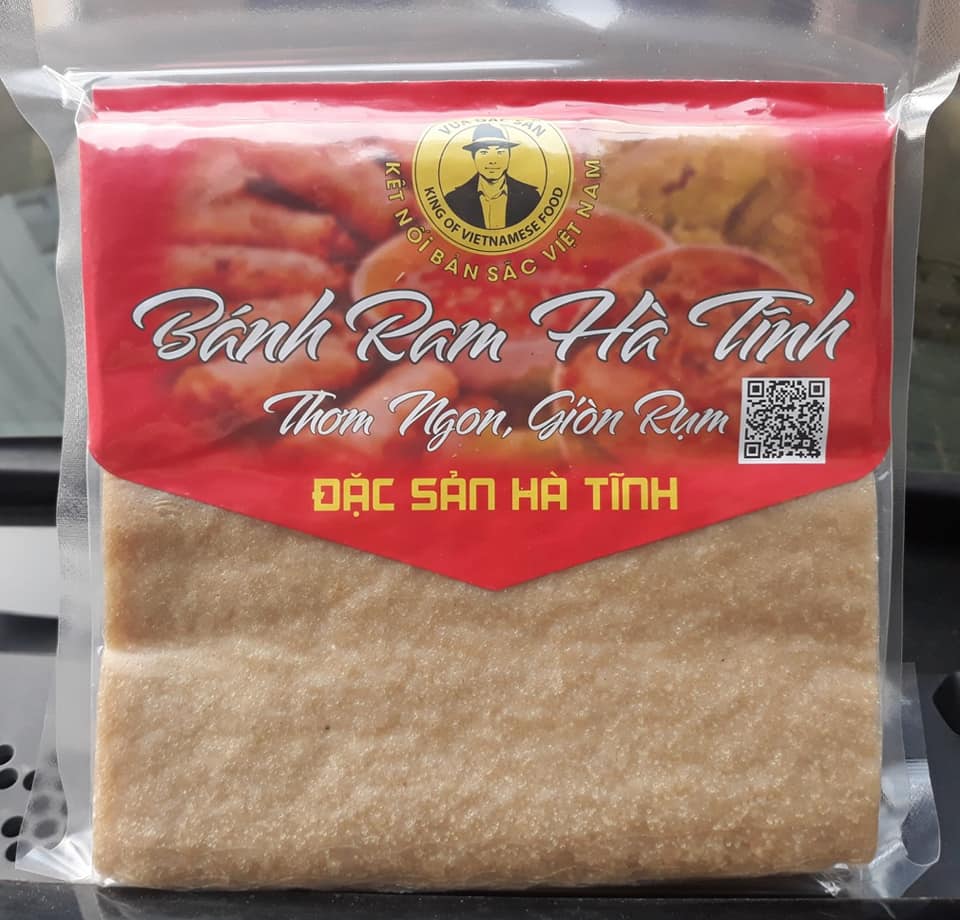 VUA ĐẶC SẢN
KING OF VIETNAMESE FOOD
KẾT NỐI BẢN SẮC VIỆT NAM
Bánh Ram Hà Tĩnh
Thơm Ngon, Giòn Rụm
ĐẶC SẢN HÀ TĨNH